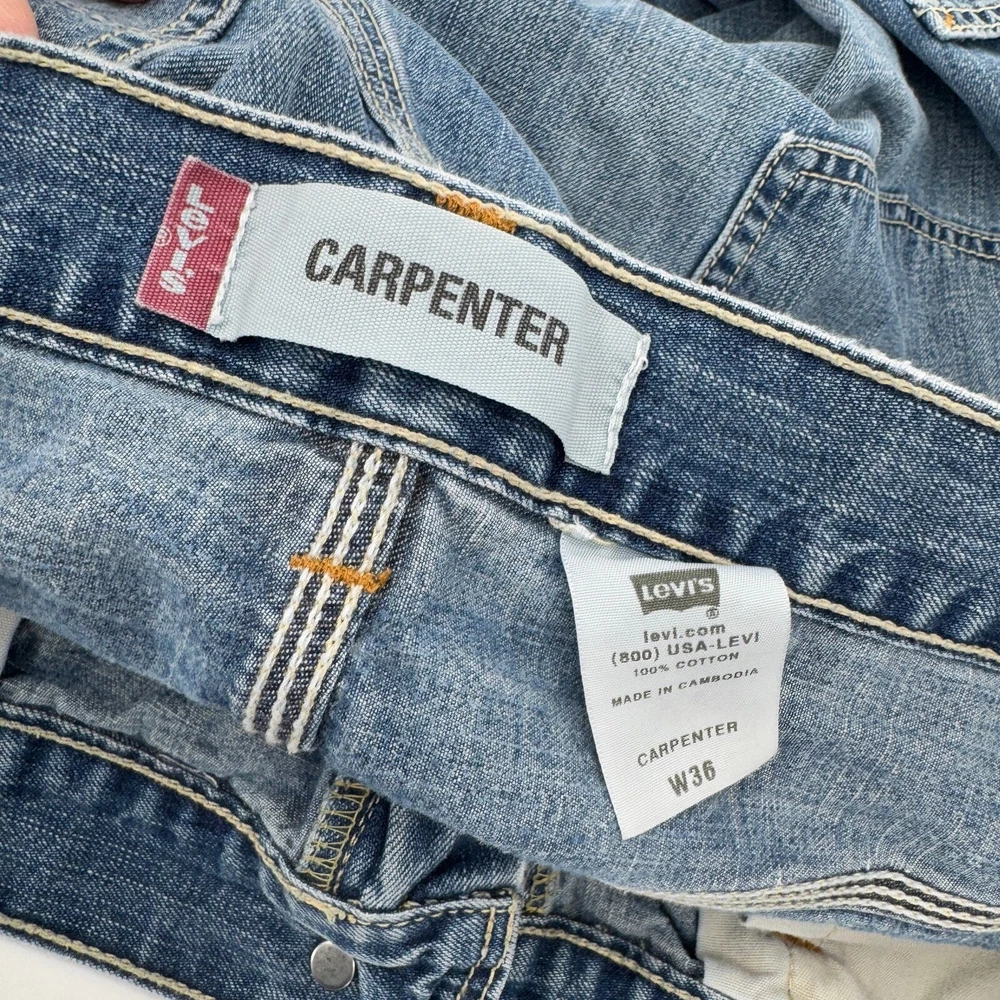 LEVI'S
®
CARPENTER
LEVI'S
®
levi.com
(800) USA-LEVI
100% COTTON
MADE IN CAMBODIA
CARPENTER
W36